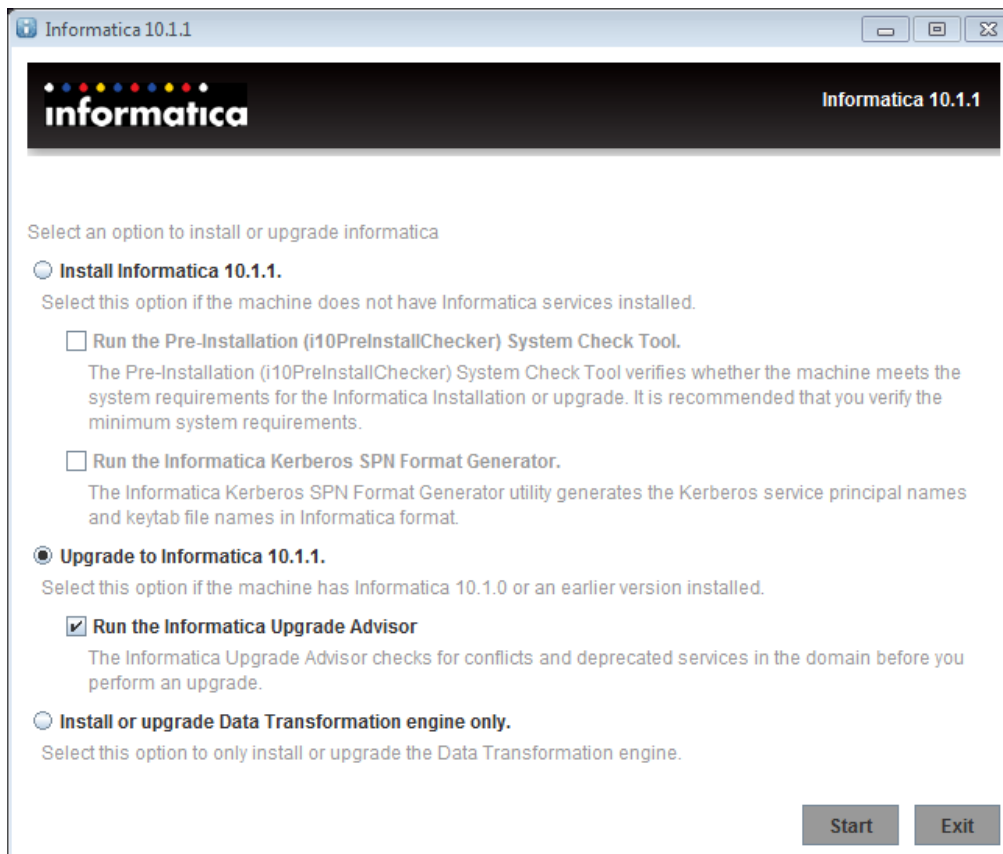 Informatica 10.1.1
informatica
Informatica 10.1.1
Select an option to install or upgrade informatica
Install Informatica 10.1.1.
Select this option if the machine does not have Informatica services installed.
Run the Pre-Installation (i10PreInstallChecker) System Check Tool.
The Pre-Installation (i10PreInstallChecker) System Check Tool verifies whether the machine meets the
system requirements for the Informatica Installation or upgrade. It is recommended that you verify the
minimum system requirements.
Run the Informatica Kerberos SPN Format Generator.
The Informatica Kerberos SPN Format Generator utility generates the Kerberos service principal names
and keytab file names in Informatica format.
Upgrade to Informatica 10.1.1.
Select this option if the machine has Informatica 10.1.0 or an earlier version installed.
Run the Informatica Upgrade Advisor
The Informatica Upgrade Advisor checks for conflicts and deprecated services in the domain before you
perform an upgrade.
Install or upgrade Data Transformation engine only.
Select this option to only install or upgrade the Data Transformation engine.
Start
Exit